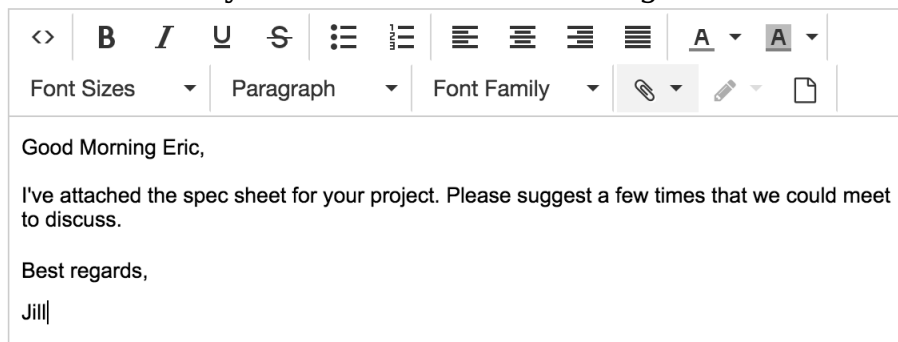 B I U S A A
Font Sizes Paragraph Font Family
Good Morning Eric,
I've attached the spec sheet for your project. Please suggest a few times that we could meet
to discuss.
Best regards,
Jill